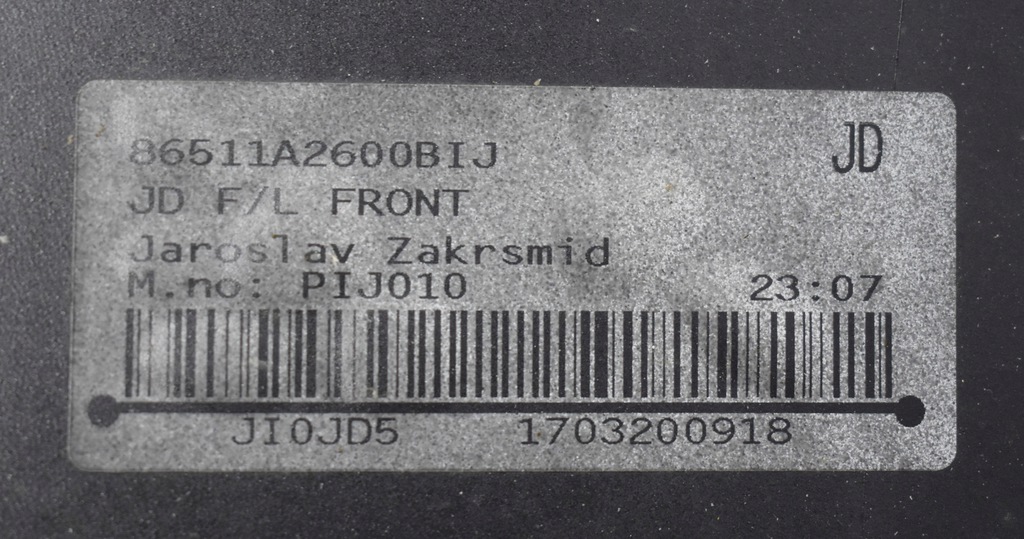 86511A2600BIJ JD
JD F/L FRONT
Jaroslav Zakrsmid
M.no: PIJ010 23:07
JI0JD5 1703200918